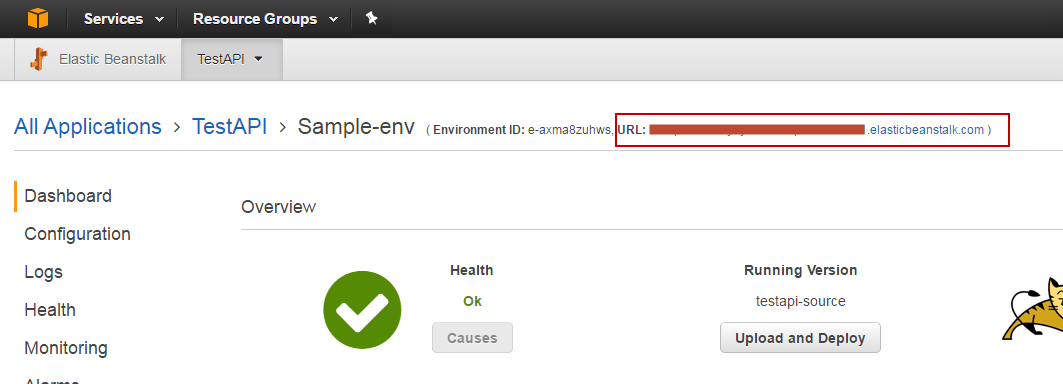 Services Resource Groups
Elastic Beanstalk TestAPI
All Applications > TestAPI > Sample-env ( Environment ID: e-axma8zuhws, URL: .elasticbeanstalk.com )
Dashboard
Overview
Configuration
Logs
Health
Monitoring
Alarms
Health
Ok
Causes
Running Version
testapi-source
Upload and Deploy